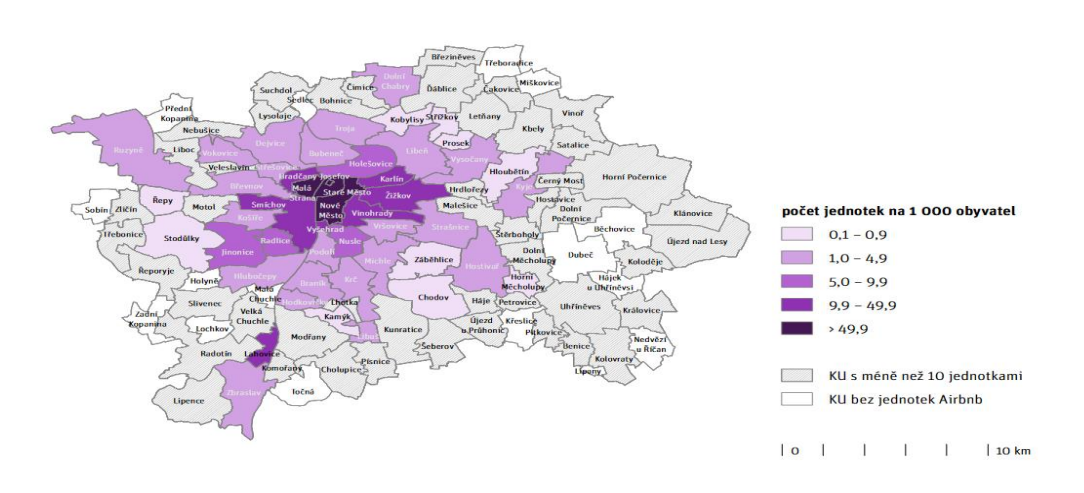 Březiněves
Třeboradice
Miškovice
Dolní
Chabry
Čimice
Ďáblice
Čakovice
Suchdol
Sedlec
Bohnice
Vinoř
Přední
Kopanina
Lysolaje
Kobylisy
Střížkov
Letňany
Kbely
Nebušice
Troja
Satalice
Ruzyně
Liboc
Vokovice
Dejvice
Bubeneč
Libeň
Prosek
Vysočany
Veleslavín
Střešovice
Holešovice
Hloubětín
Horní Počernice
Hradčany
Josefov
Karlín
Kyje
Černý Most
Břevnov
Malá
Strana
Staré Město
Žižkov
Hrdlořezy
Řepy
Motol
Smíchov
Nové
Město
Vinohrady
Malešice
Hostavice
Dolní
Počernice
Klánovice
Sobín
Zličín
Košíře
Vyšehrad
Vršovice
Strašnice
Štěrboholy
Běchovice
Újezd nad Lesy
Třebonice
Stodůlky
Jinonice
Radlice
Nusle
Podolí
Michle
Záběhlice
Hostivař
Dolní
Měcholupy
Dubeč
Koloděje
Řeporyje
Holyně
Hlubočepy
Malá
Chuchle
Braník
Krč
Horní
Měcholupy
Hájek
u Uhříněvsi
Zadní
Kopanina
Slivenec
Velká
Chuchle
Hodkovičky
Lhotka
Kamýk
Chodov
Háje
Petrovice
Uhříněves
Královice
Lochkov
Modřany
Libuš
Kunratice
Újezd
u Průhonic
Křeslice
Pitkovice
Nedvězí
u Říčan
Radotín
Lahovice
Komořany
Cholupice
Písnice
Šeberov
Benice
Kolovraty
Lipany
Lipence
Zbraslav
Točná
počet jednotek na 1 000 obyvatel
0,1 – 0,9
1,0 – 4,9
5,0 – 9,9
9,9 – 49,9
> 49,9
KU s méně než 10 jednotkami
KU bez jednotek Airbnb
0 10 km